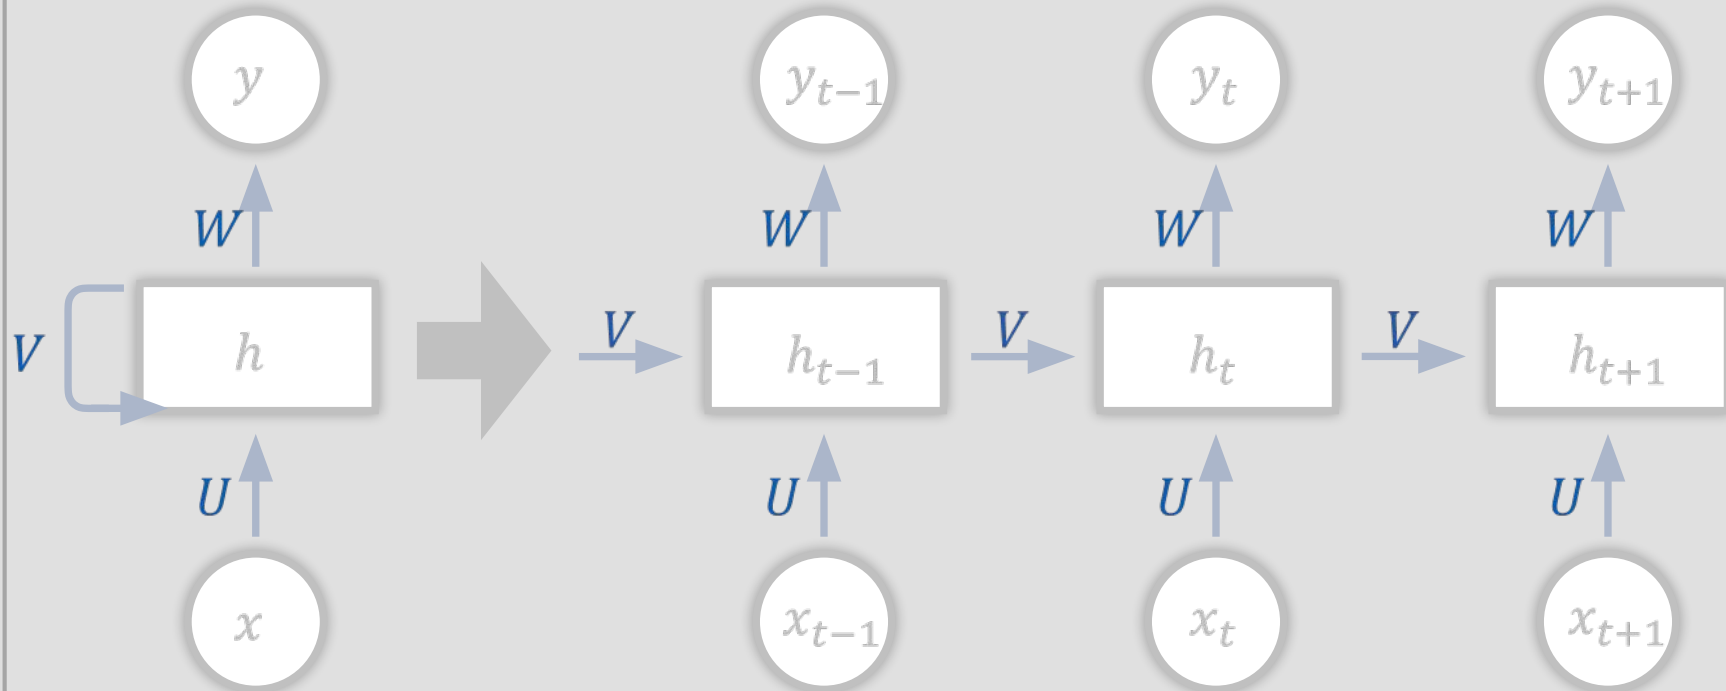 y y_{t-1} y_t y_{t+1}
W W W W
V h V h_{t-1} V h_t V h_{t+1}
U U U U
x x_{t-1} x_t x_{t+1}